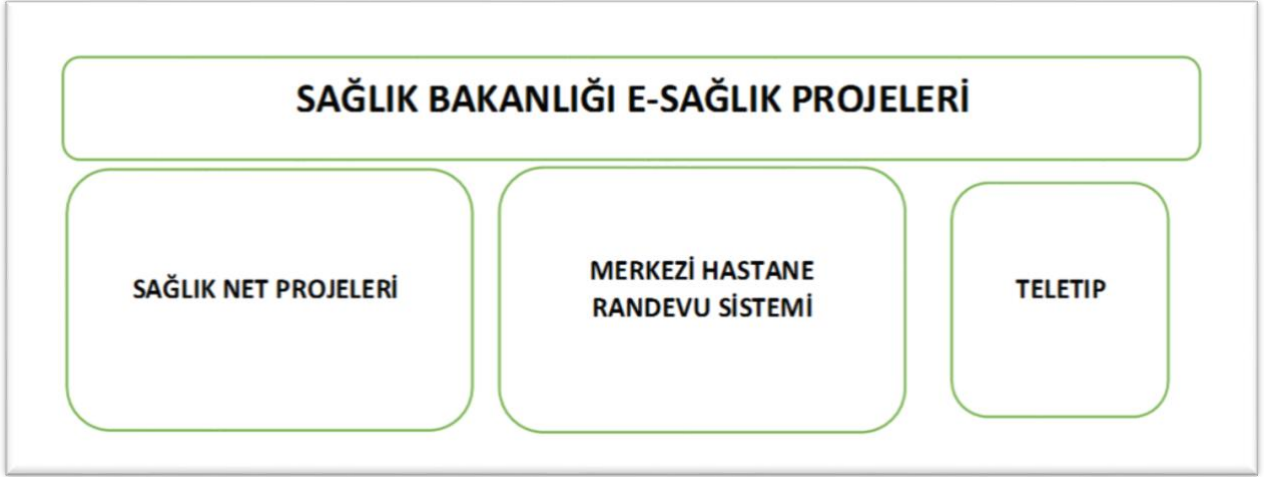 SAĞLIK BAKANLIĞI E-SAĞLIK PROJELERİ
SAĞLIK NET PROJELERİ
MERKEZİ HASTANE
RANDEVU SİSTEMİ
TELETIP